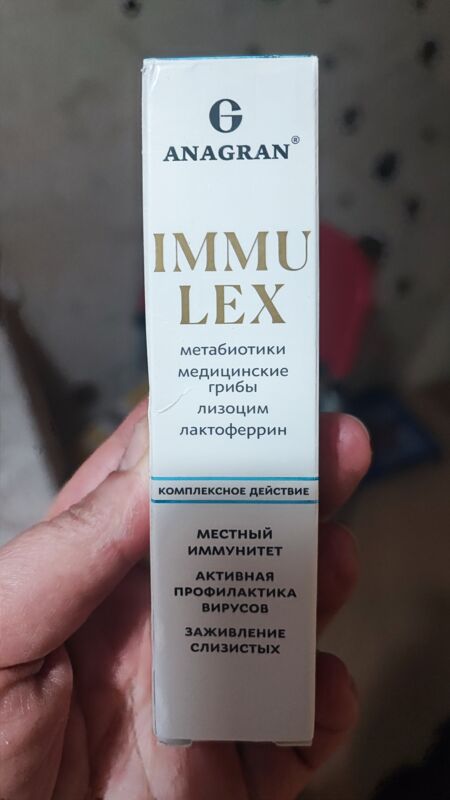 ANAGRAN®
IMMU
LEX
метабиотики
медицинские
грибы
лизоцим
лактоферрин
КОМПЛЕКСНОЕ ДЕЙСТВИЕ
МЕСТНЫЙ
ИММУНИТЕТ
АКТИВНАЯ
ПРОФИЛАКТИКА
ВИРУСОВ
ЗАЖИВЛЕНИЕ
СЛИЗИСТЫХ